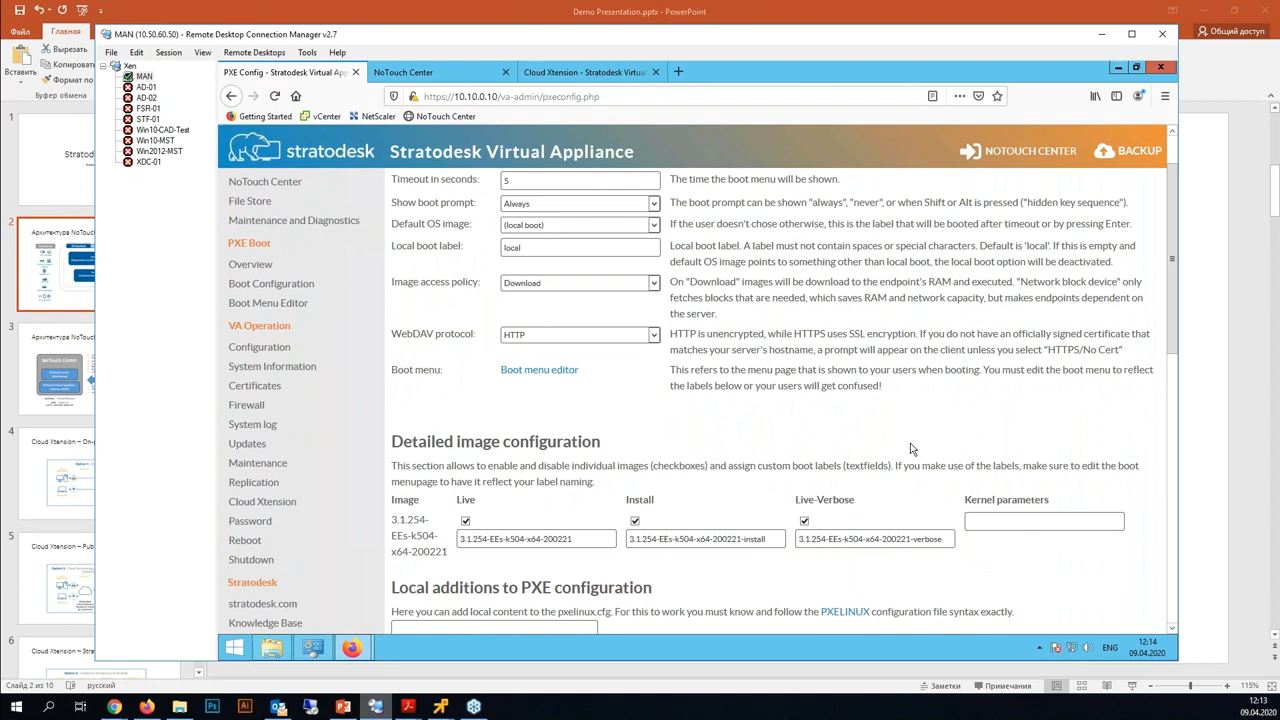 Demo Presentation.pptx - PowerPoint
Файл
Главная
Общий доступ
Вставить
Вырезать
Копировать
Формат по
Буфер обмена
MAN (10.50.60.50) - Remote Desktop Connection Manager v2.7
File Edit Session View Remote Desktops Tools Help
Xen
MAN
AD-01
AD-02
FSR-01
STF-01
Win10-CAD-Test
Win10-MST
Win2012-MST
XDC-01
PXE Config - Stratodesk Virtual App
NoTouch Center
Cloud Xtension - Stratodesk Virtual
https://10.10.0.10/va-admin/pxeconfig.php
Getting Started vCenter NetScaler NoTouch Center
stratodesk
Stratodesk Virtual Appliance
NOTOUCH CENTER
BACKUP
NoTouch Center
File Store
Maintenance and Diagnostics
PXE Boot
Overview
Boot Configuration
Boot Menu Editor
VA Operation
Configuration
System Information
Certificates
Firewall
System log
Updates
Maintenance
Replication
Cloud Xtension
Password
Reboot
Shutdown
Stratodesk
stratodesk.com
Knowledge Base
Timeout in seconds: 5 The time the boot menu will be shown.
Show boot prompt: Always The boot prompt can be shown "always", "never", or when Shift or Alt is pressed ("hidden key sequence").
Default OS image: (local boot) If the user doesn't chose otherwise, this is the label that will be booted after timeout or by pressing Enter.
Local boot label: local Local boot label. A label must not contain spaces or special characters. Default is 'local'. If this is empty and
default OS image points to something other than local boot, the local boot option will be deactivated.
Image access policy: Download On "Download" images will be download to the endpoint's RAM and executed. "Network block device" only
fetches blocks that are needed, which saves RAM and network capacity, but makes endpoints dependent on
the server.
WebDAV protocol: HTTP HTTP is unencrypted, while HTTPS uses SSL encryption. If you do not have an officially signed certificate that
matches your server's hostname, a prompt will appear on the client unless you select "HTTPS/No Cert"
Boot menu: Boot menu editor This refers to the menu page that is shown to your users when booting. You must edit the boot menu to reflect
the labels below or your users will get confused!
Detailed image configuration
This section allows to enable and disable individual images (checkboxes) and assign custom boot labels (textfields). If you make use of the labels, make sure to edit the boot
menupage to have it reflect your label naming.
Image Live Install Live-Verbose Kernel parameters
3.1.254-
EEs-k504-
x64-200221
3.1.254-EEs-k504-x64-200221
3.1.254-EEs-k504-x64-200221-install
3.1.254-EEs-k504-x64-200221-verbose
Local additions to PXE configuration
Here you can add local content to the pxelinux.cfg. For this to work you must know and follow the PXELINUX configuration file syntax exactly.
ENG
12:14
09.04.2020
1
Stratod
2
Архитектура NoTouch
3
Архитектура NoTouch
NoTouch Center
4
Cloud Xtension – On-p
5
Cloud Xtension – Publ
6
Cloud Xtension – Stra
Слайд 2 из 10
русский
Заметки
Примечания
115%
12:13
09.04.2020